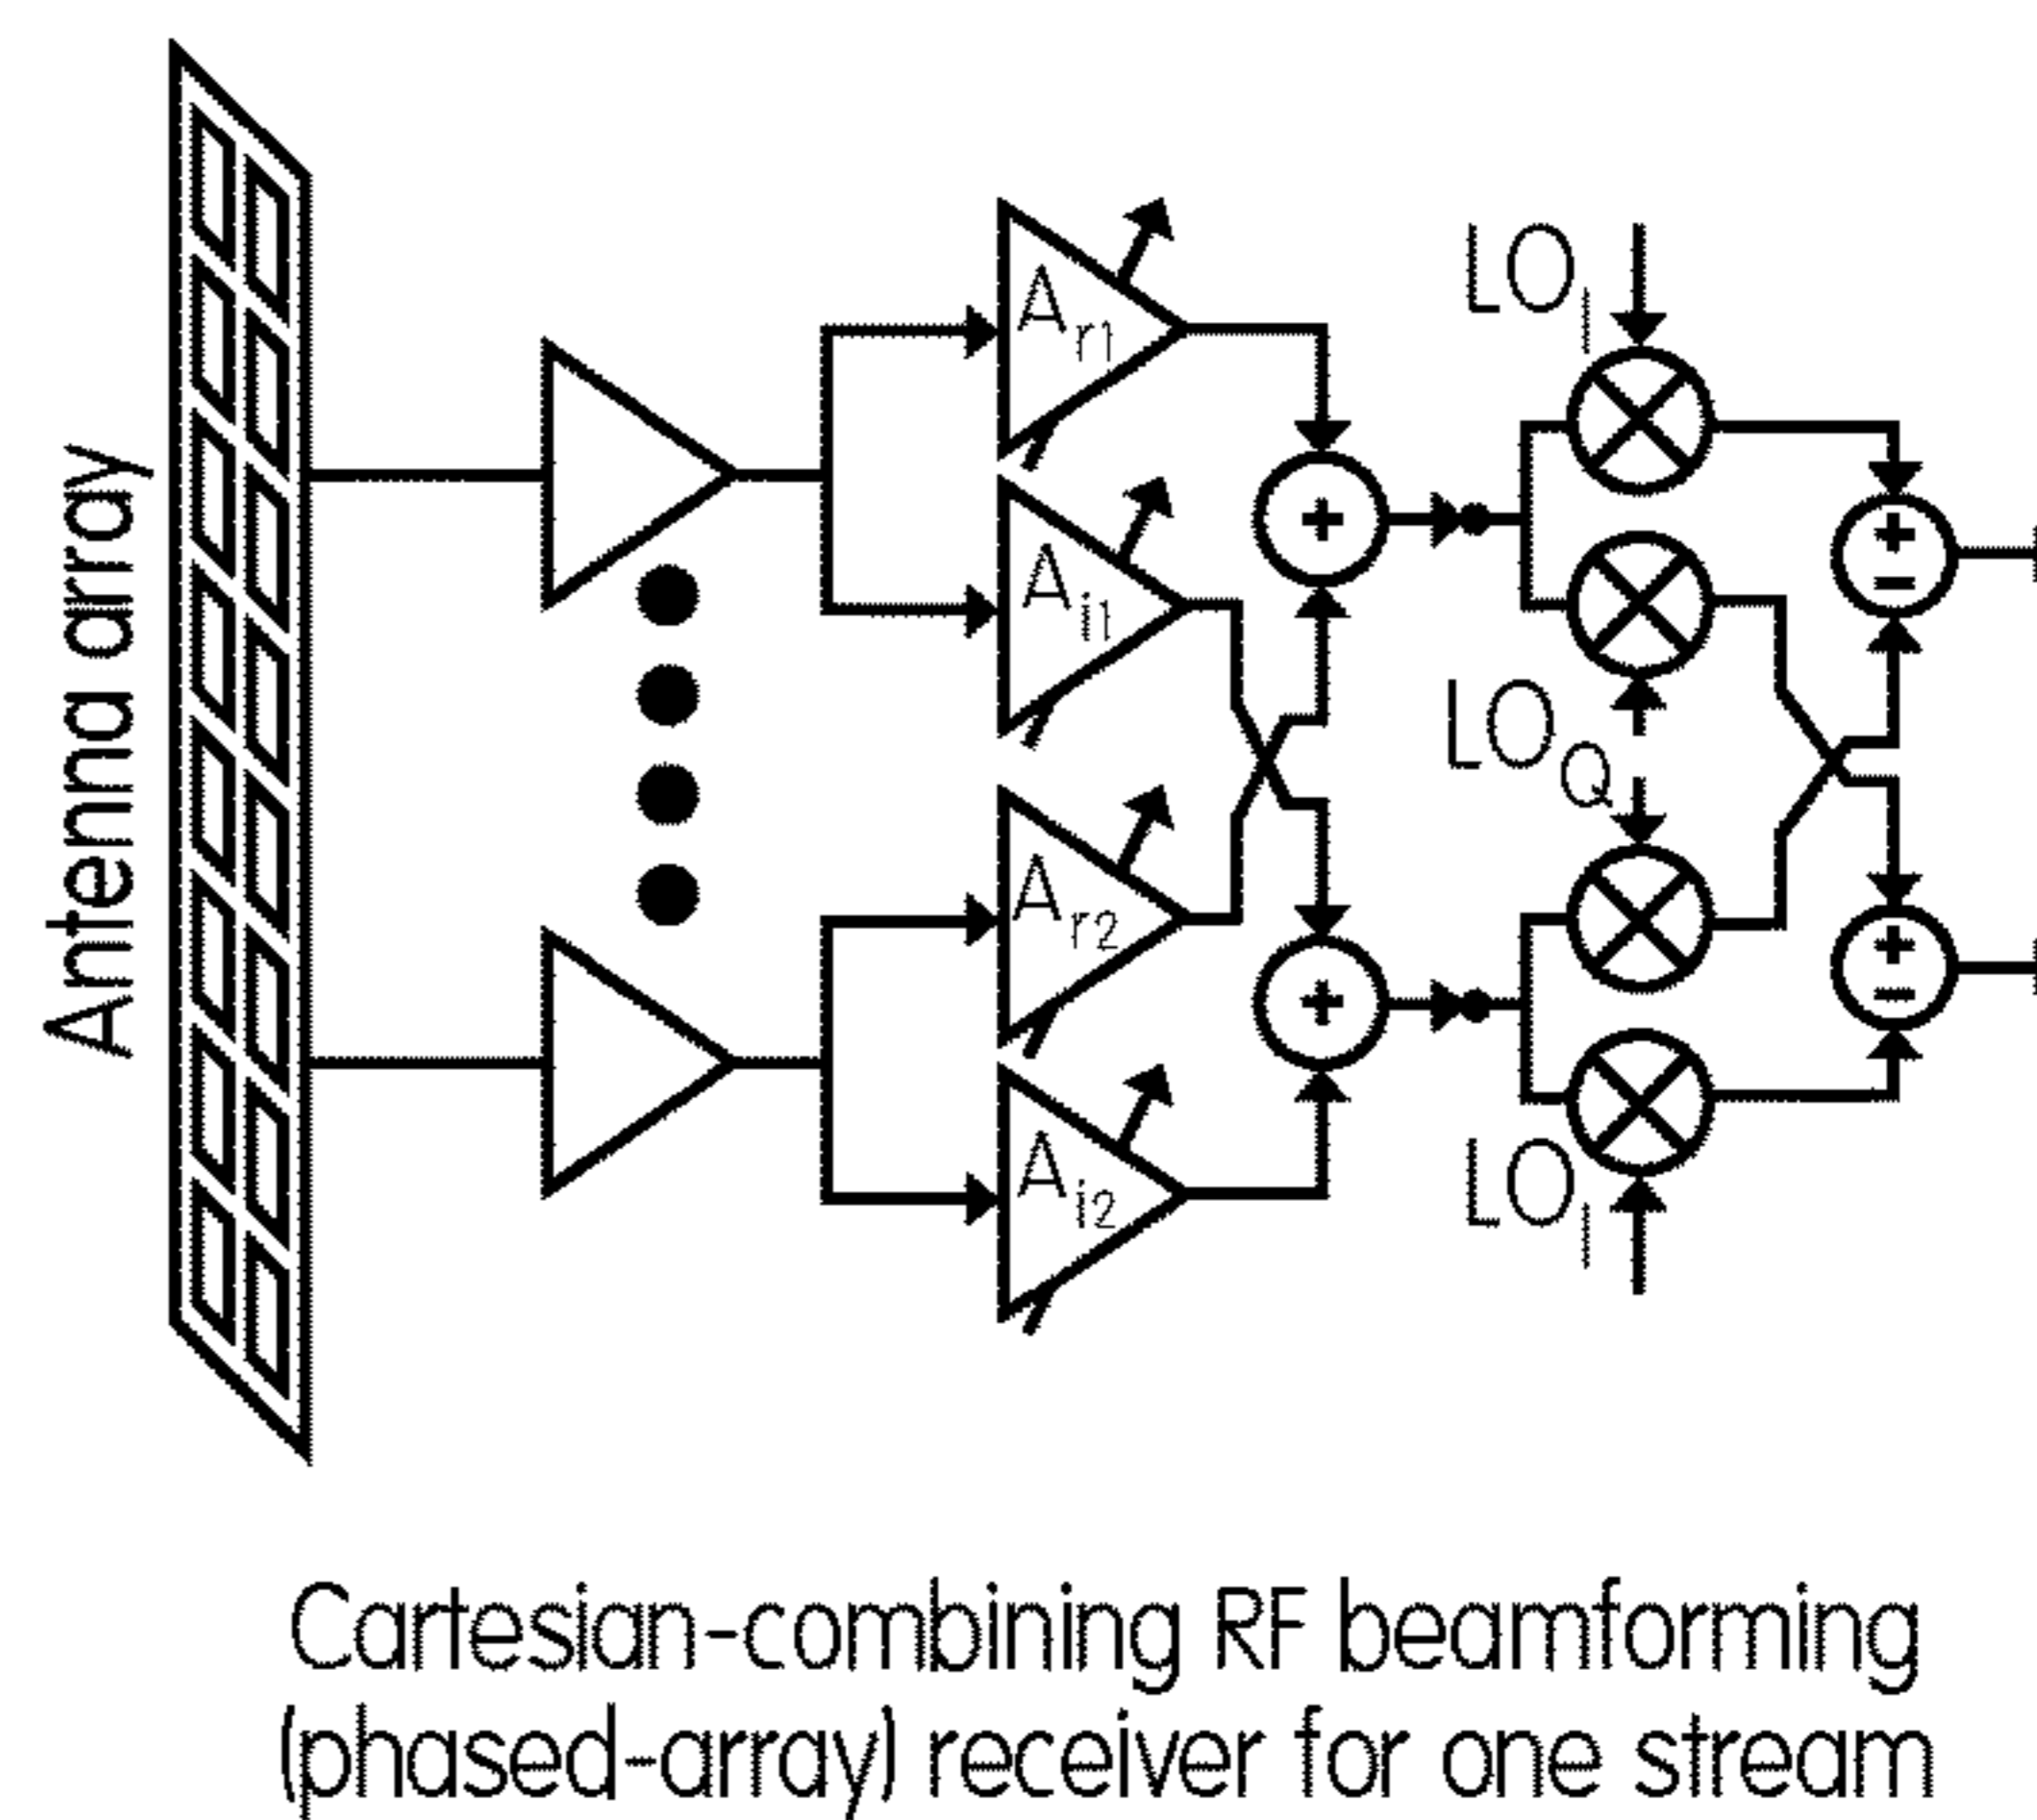 Antenna array
A_r1
A_i1
A_r2
A_i2
+
+
LO_I
LO_Q
LO_I
+
−
+
−
Cartesian-combining RF beamforming
(phased-array) receiver for one stream